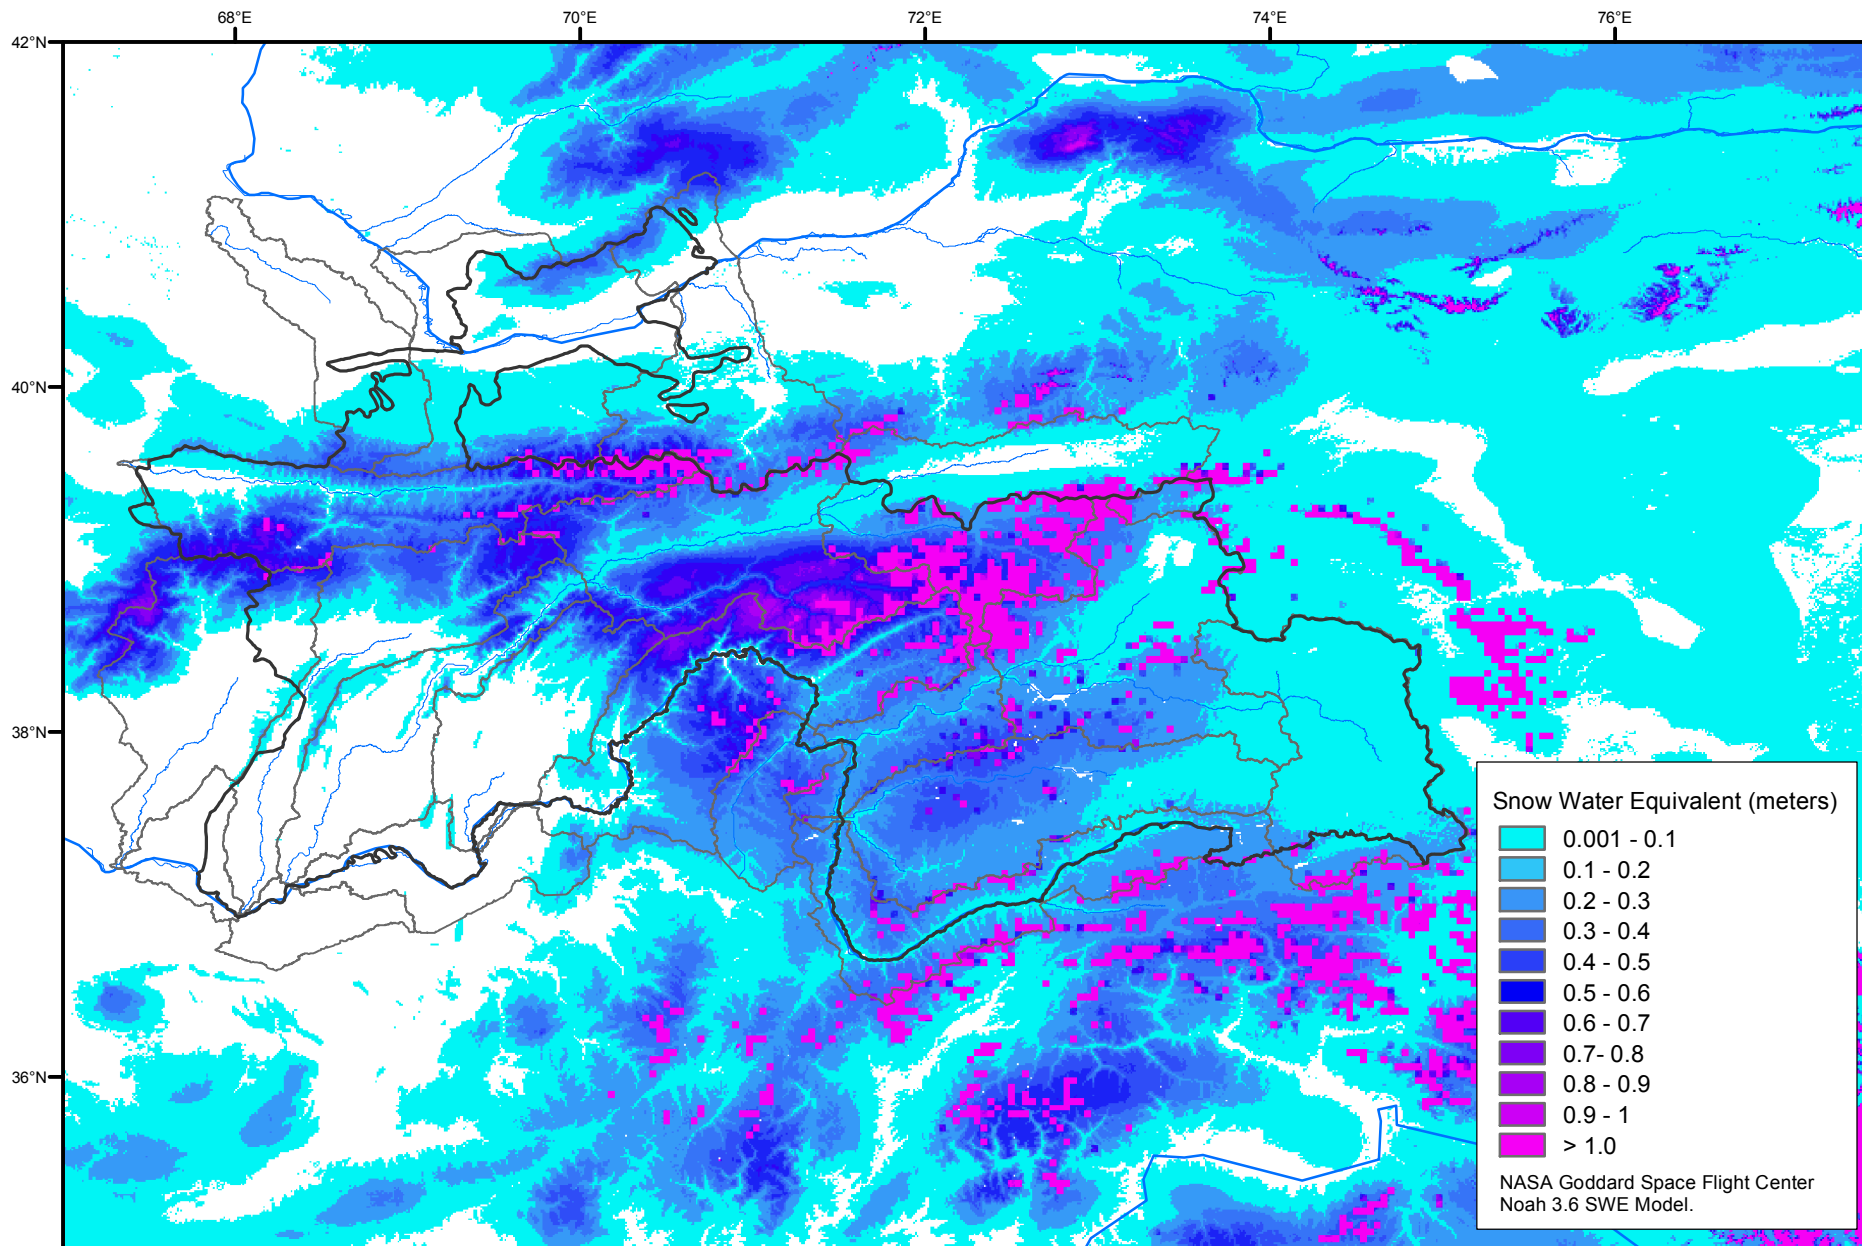 68°E
70°E
72°E
74°E
76°E
42°N
40°N
38°N
36°N
Snow Water Equivalent (meters)
0.001 - 0.1
0.1 - 0.2
0.2 - 0.3
0.3 - 0.4
0.4 - 0.5
0.5 - 0.6
0.6 - 0.7
0.7- 0.8
0.8 - 0.9
0.9 - 1
> 1.0
NASA Goddard Space Flight Center
Noah 3.6 SWE Model.